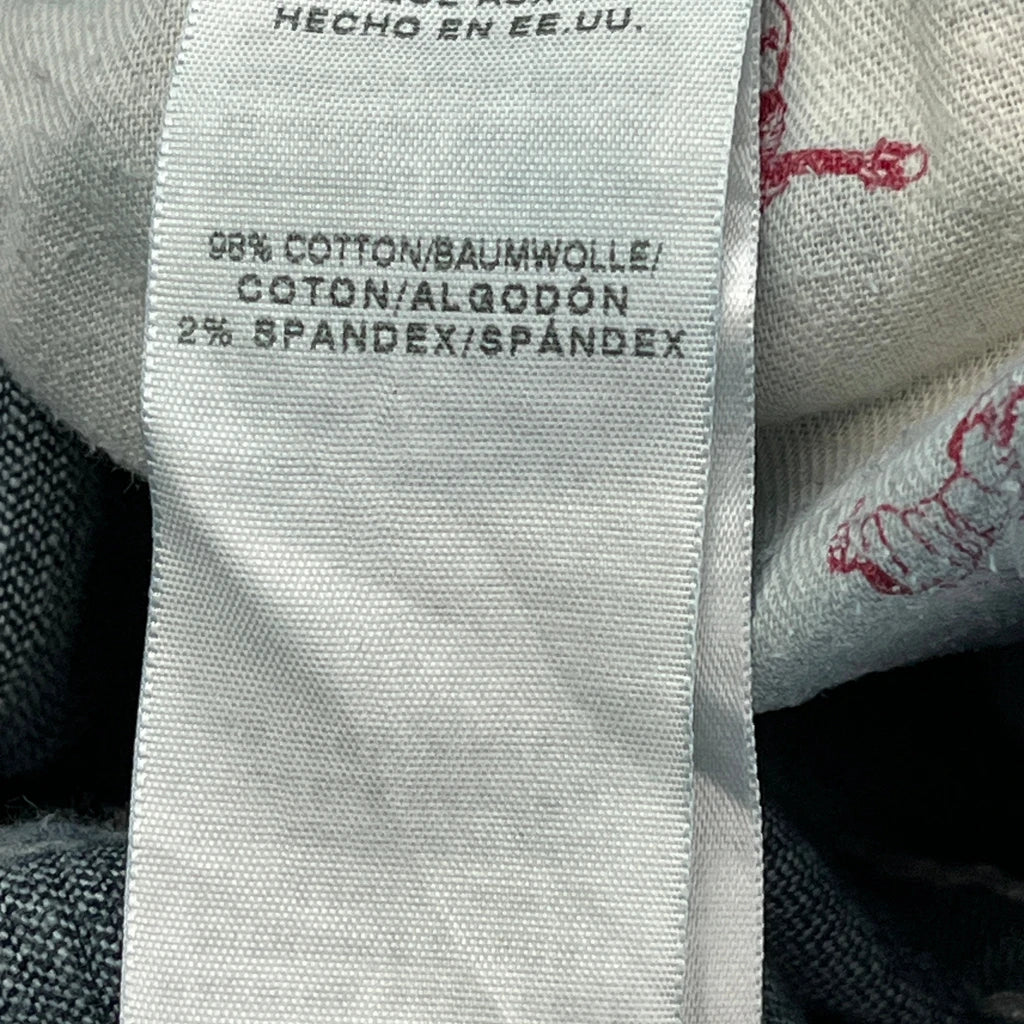 HECHO EN EE.UU.
98% COTTON/BAUMWOLLE/
COTON/ALGODÓN
2% SPANDEX/SPÁNDEX